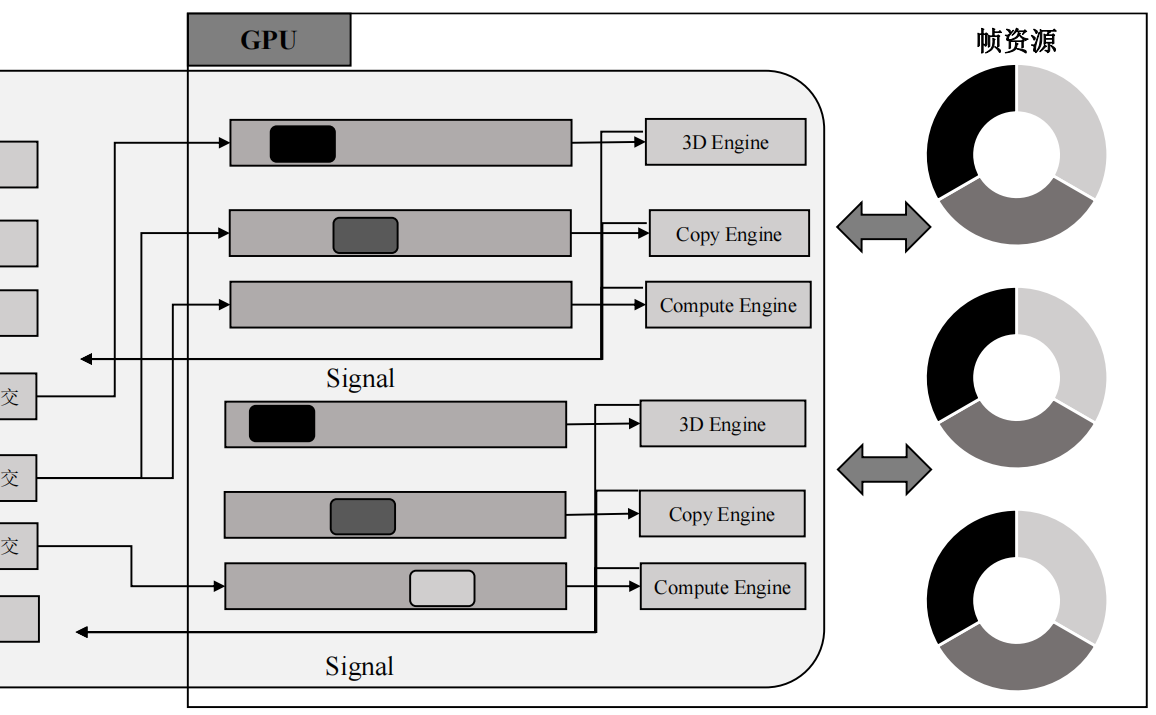 GPU
帧资源
3D Engine
Copy Engine
Compute Engine
Signal
交
3D Engine
交
Copy Engine
交
Compute Engine
Signal